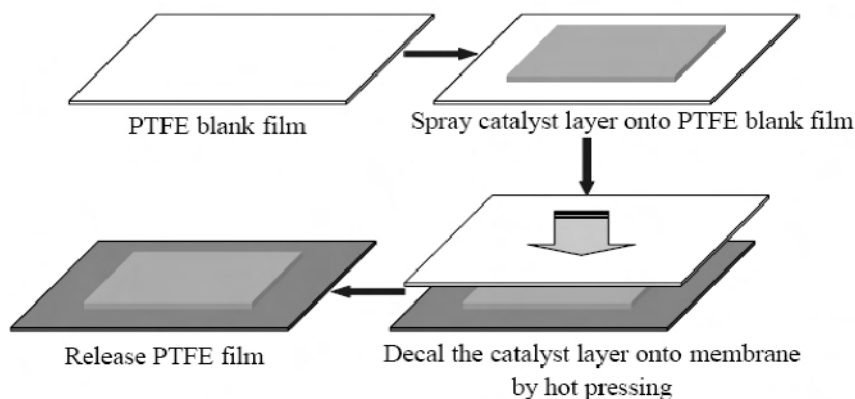 PTFE blank film
Spray catalyst layer onto PTFE blank film
Release PTFE film
Decal the catalyst layer onto membrane
by hot pressing